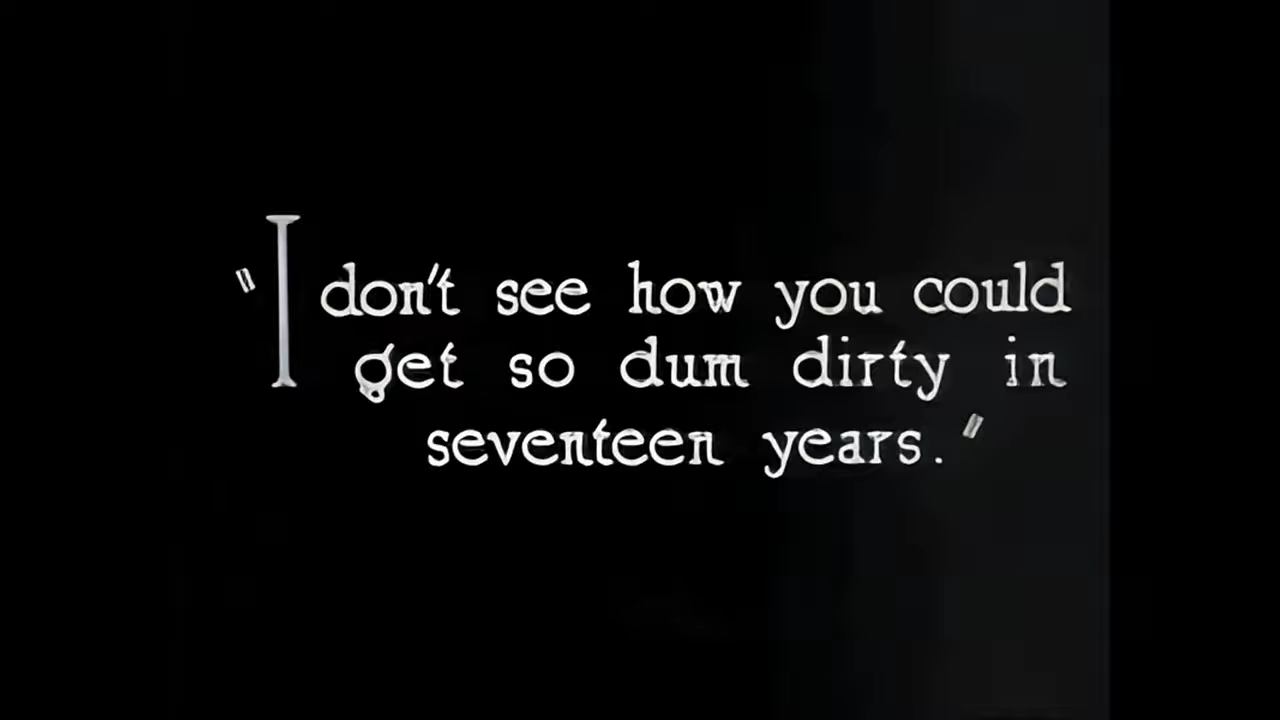 "I don't see how you could
get so dum dirty in
seventeen years."